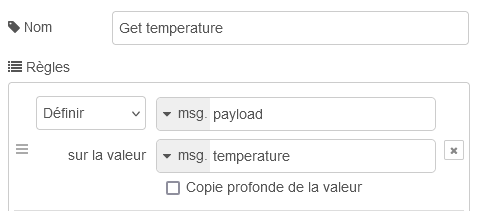 Nom Get temperature
Règles
Définir msg. payload
sur la valeur msg. temperature
Copie profonde de la valeur